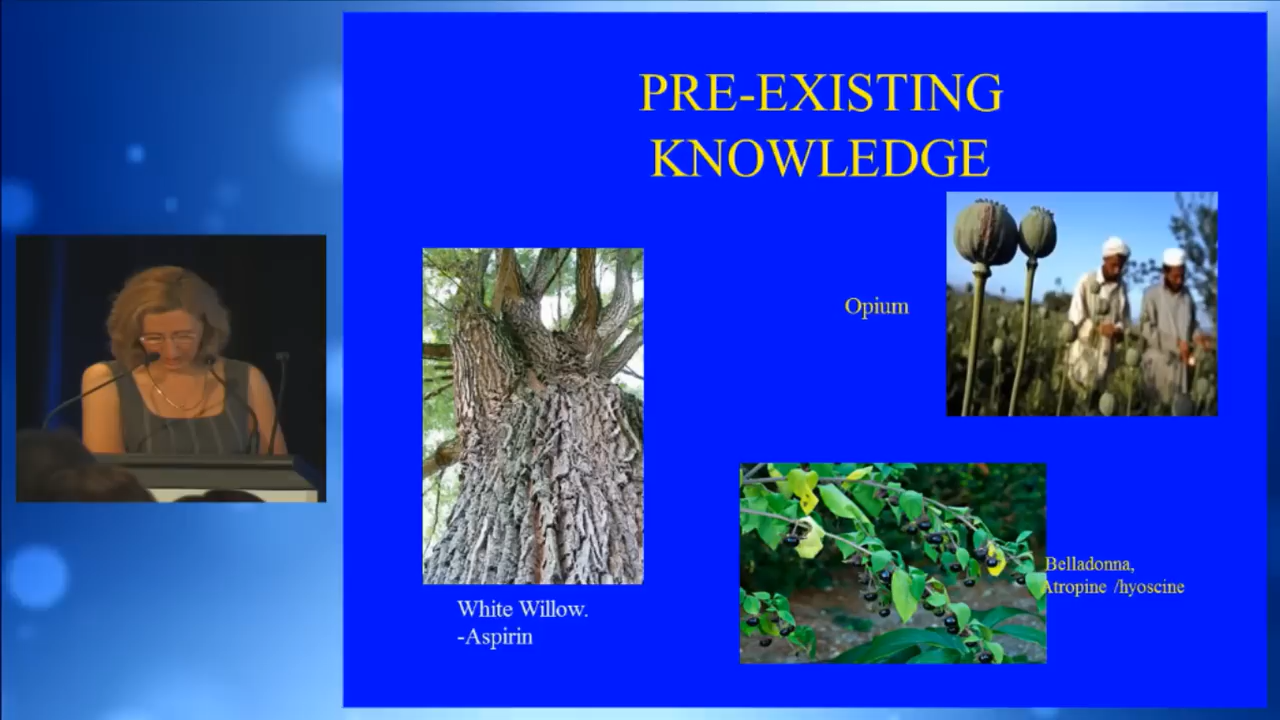 PRE-EXISTING
KNOWLEDGE
Opium
White Willow.
-Aspirin
Belladonna,
Atropine /hyoscine